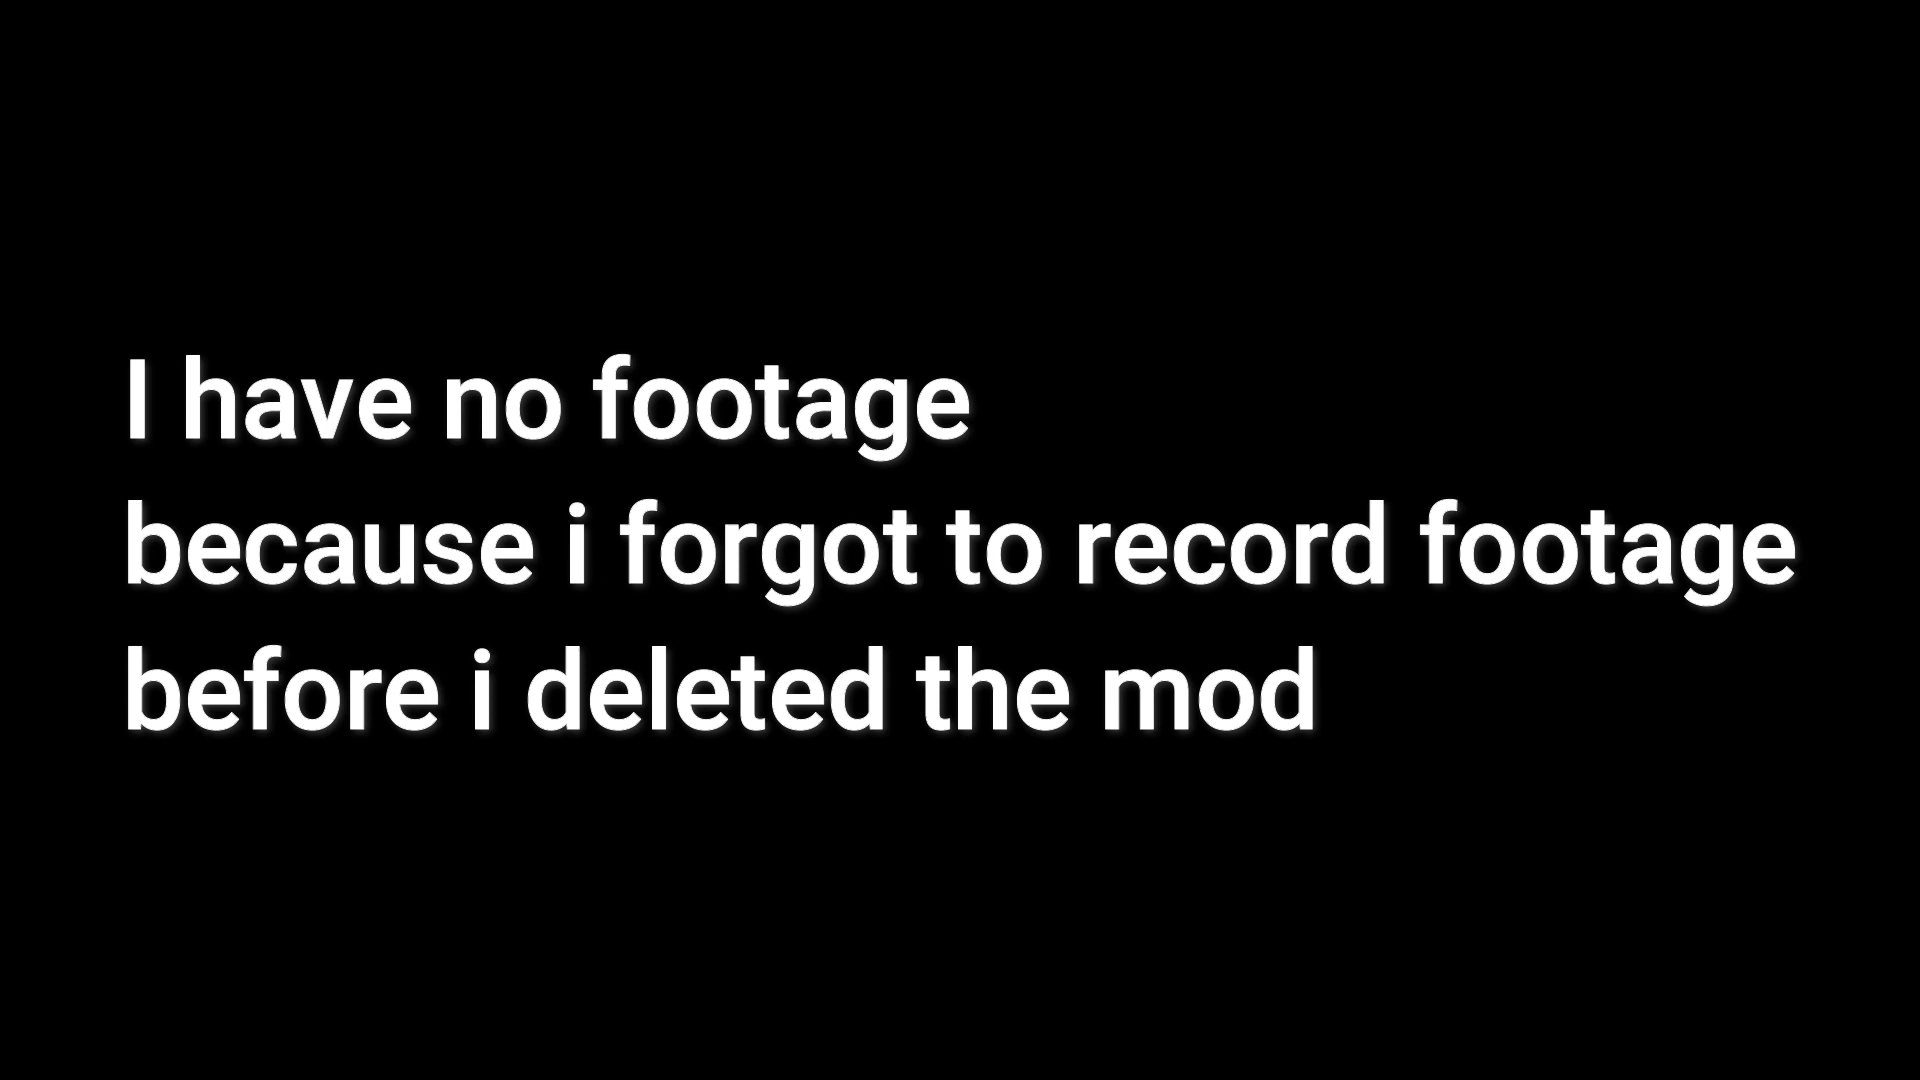 I have no footage
because i forgot to record footage
before i deleted the mod